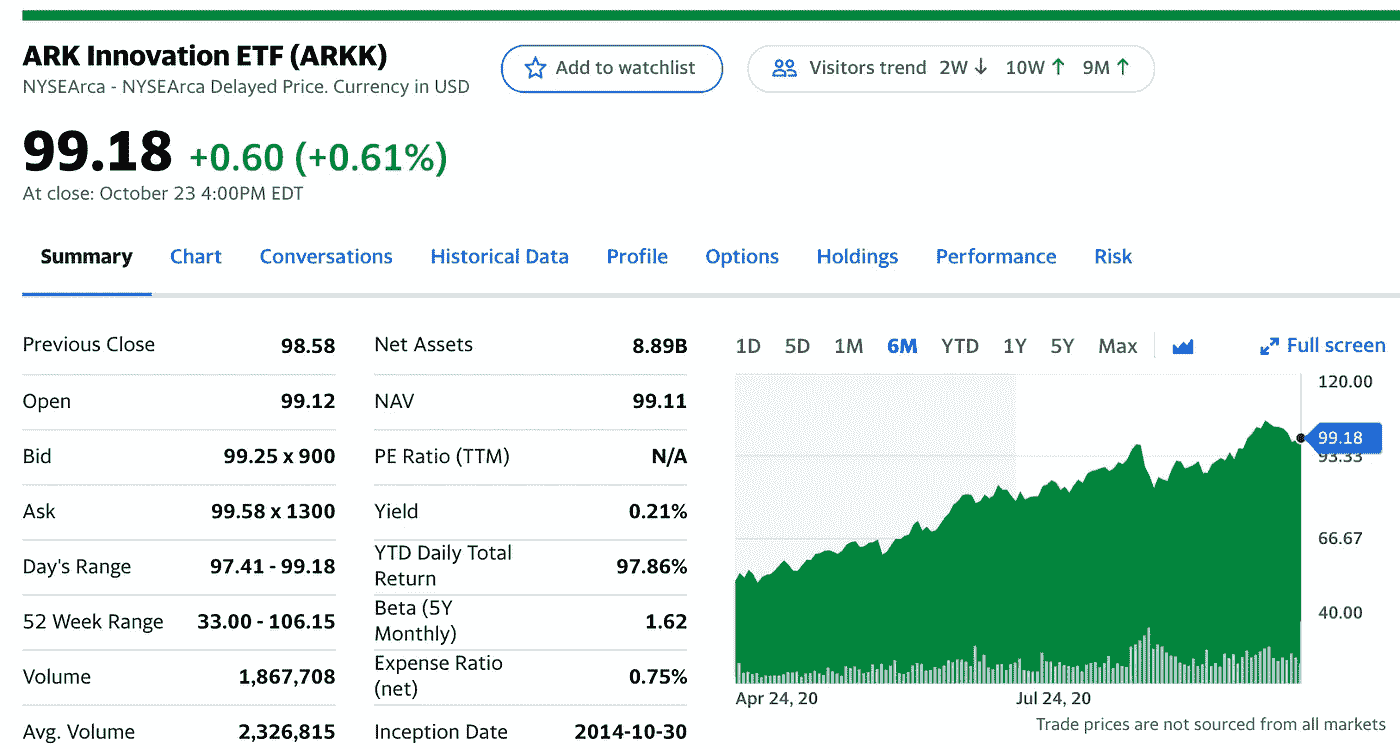 ARK Innovation ETF (ARKK)
NYSEArca - NYSEArca Delayed Price. Currency in USD
Add to watchlist
Visitors trend 2W↓ 10W↑ 9M↑
99.18 +0.60 (+0.61%)
At close: October 23 4:00PM EDT
Summary Chart Conversations Historical Data Profile Options Holdings Performance Risk
Previous Close 98.58
Open 99.12
Bid 99.25 x 900
Ask 99.58 x 1300
Day's Range 97.41 - 99.18
52 Week Range 33.00 - 106.15
Volume 1,867,708
Avg. Volume 2,326,815
Net Assets 8.89B
NAV 99.11
PE Ratio (TTM) N/A
Yield 0.21%
YTD Daily Total
Return 97.86%
Beta (5Y
Monthly) 1.62
Expense Ratio
(net) 0.75%
Inception Date 2014-10-30
1D 5D 1M 6M YTD 1Y 5Y Max Full screen
120.00
99.18
93.33
66.67
40.00
Apr 24, 20 Jul 24, 20
Trade prices are not sourced from all markets